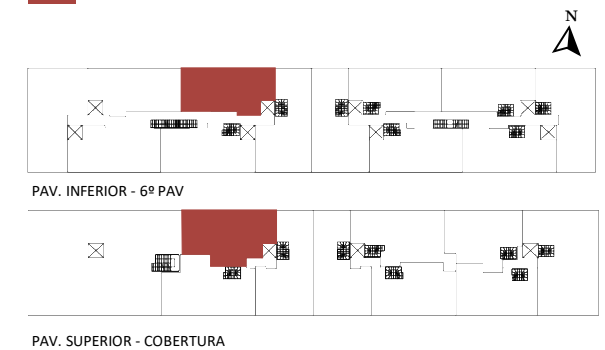 N
PAV. INFERIOR - 6º PAV
PAV. SUPERIOR - COBERTURA